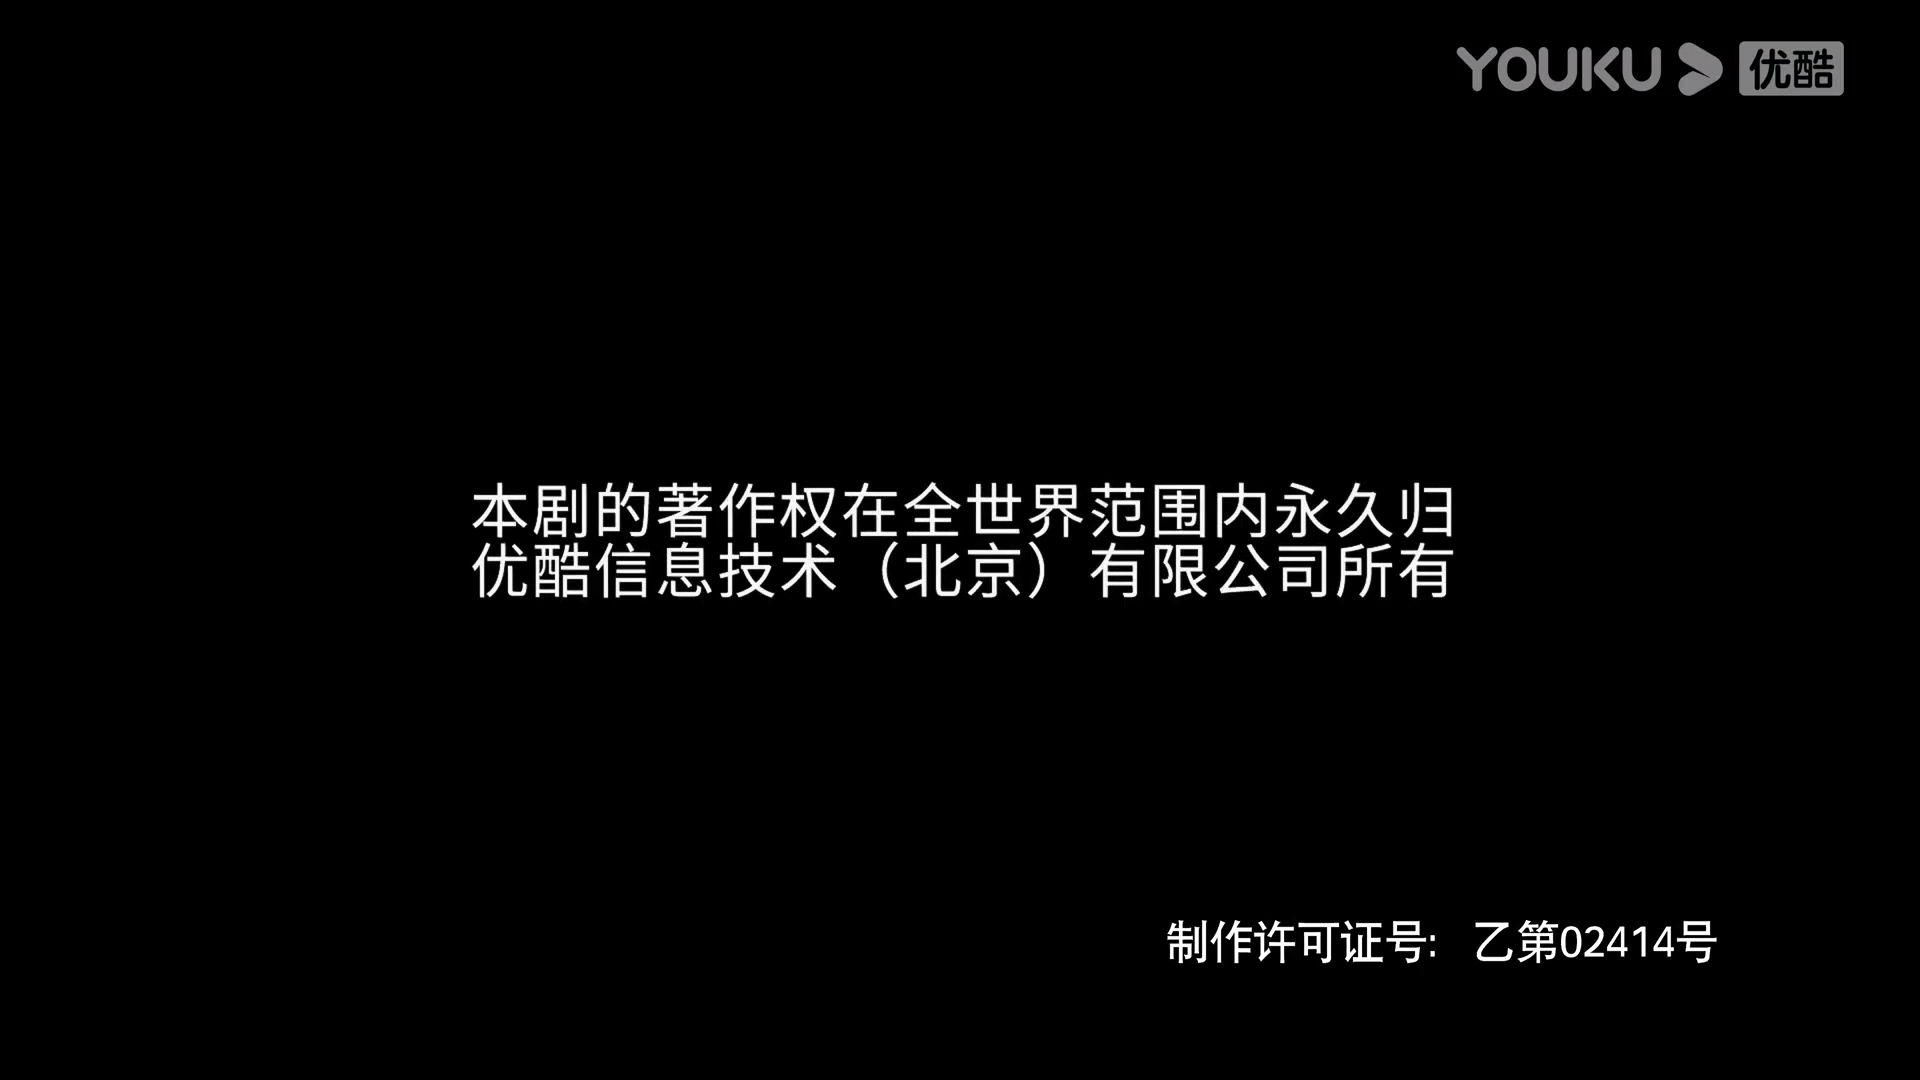 YOUKU 优酷
本剧的著作权在全世界范围内永久归
优酷信息技术（北京）有限公司所有
制作许可证号: 乙第02414号